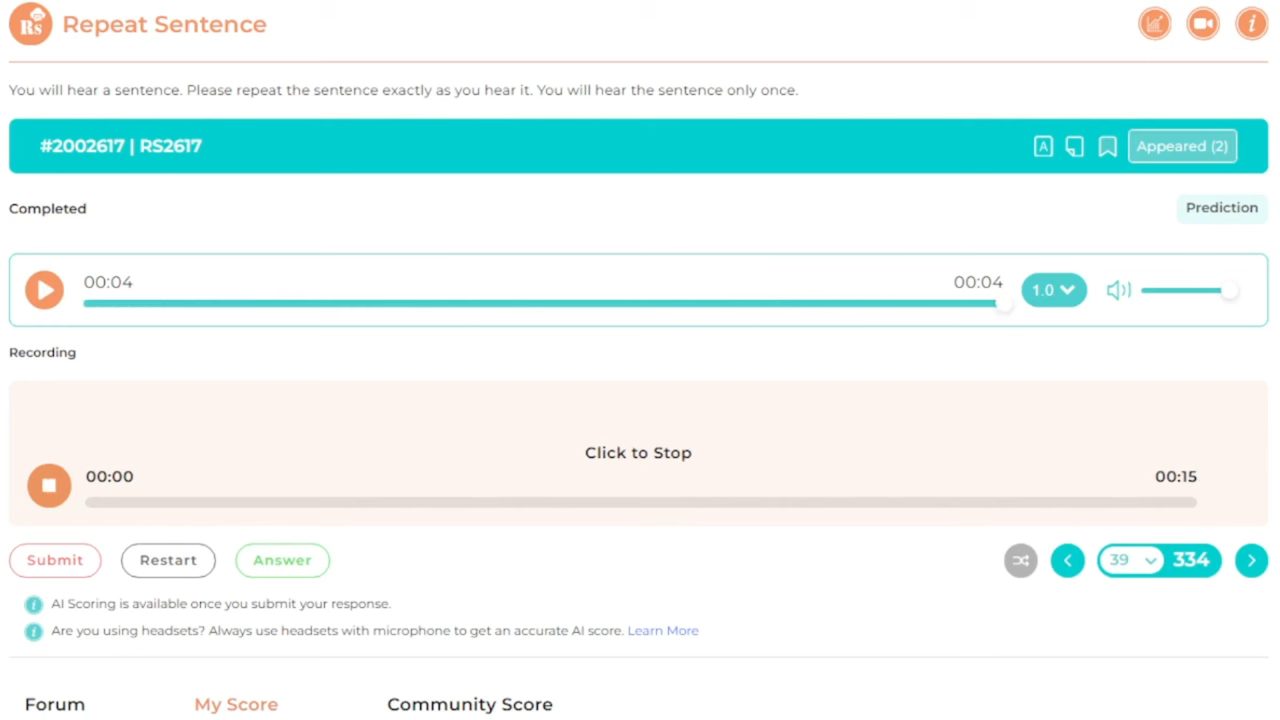 Rs Repeat Sentence
You will hear a sentence. Please repeat the sentence exactly as you hear it. You will hear the sentence only once.
#2002617 | RS2617 A Appeared (2)
Completed Prediction
00:04 00:04 1.0
Recording
Click to Stop
00:00 00:15
Submit Restart Answer 39 334
AI Scoring is available once you submit your response.
Are you using headsets? Always use headsets with microphone to get an accurate AI score. Learn More
Forum My Score Community Score